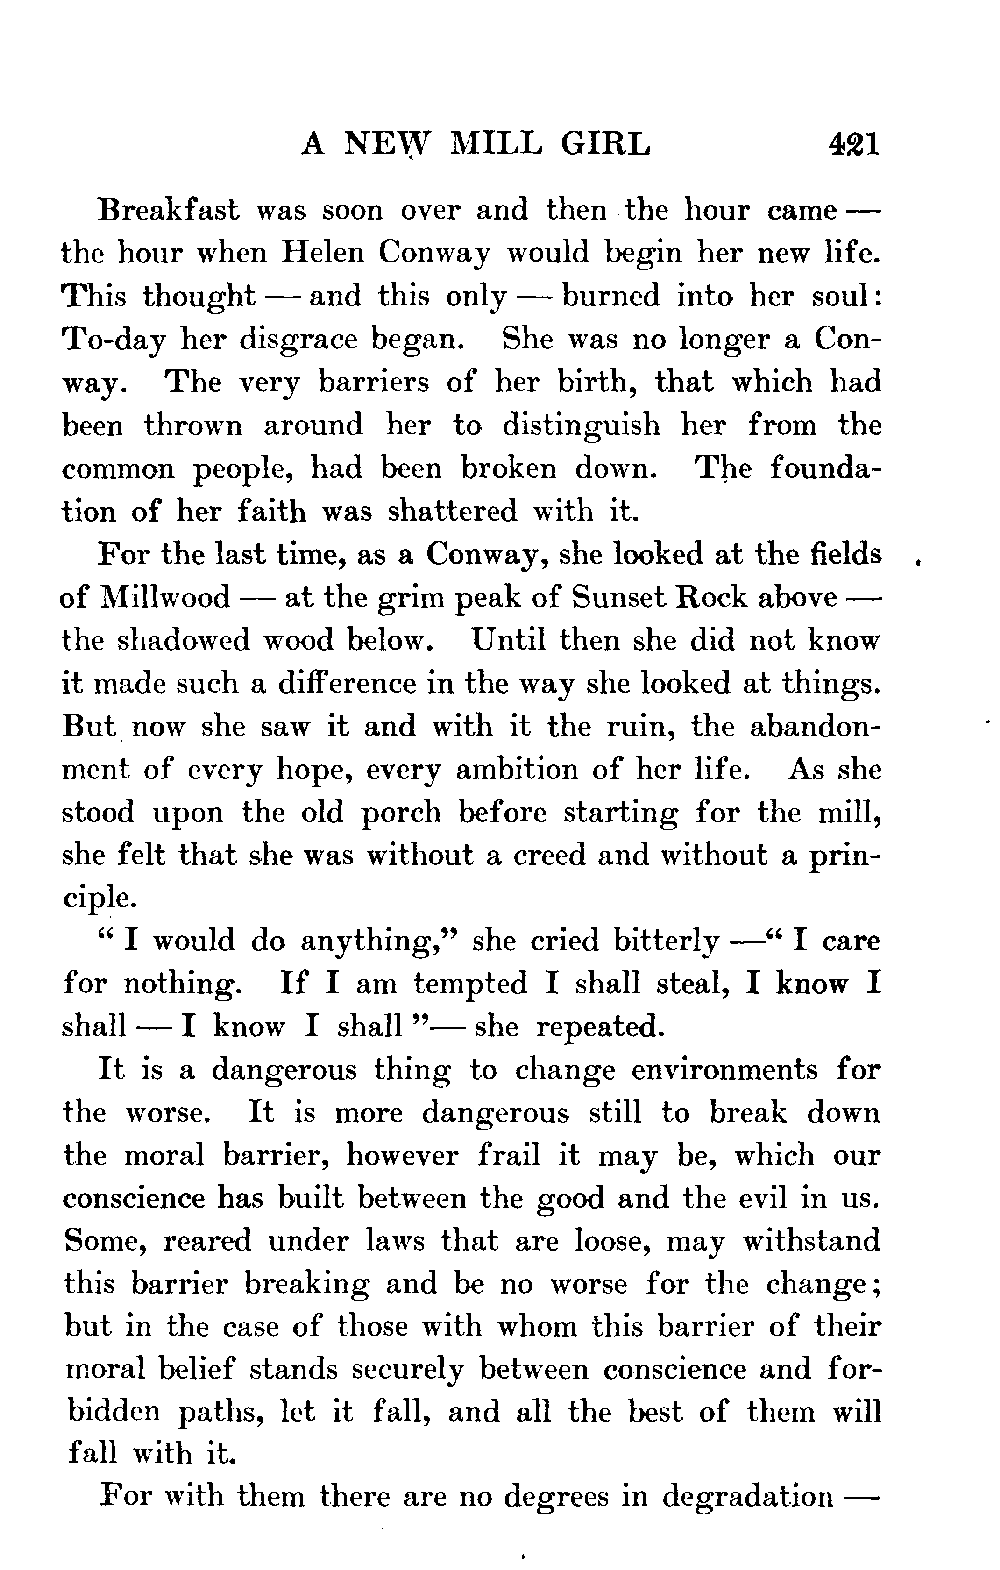 A NEW MILL GIRL 421
Breakfast was soon over and then the hour came —
the hour when Helen Conway would begin her new life.
This thought — and this only — burned into her soul:
To-day her disgrace began. She was no longer a Con-
way. The very barriers of her birth, that which had
been thrown around her to distinguish her from the
common people, had been broken down. The founda-
tion of her faith was shattered with it.
For the last time, as a Conway, she looked at the fields
of Millwood — at the grim peak of Sunset Rock above —
the shadowed wood below. Until then she did not know
it made such a difference in the way she looked at things.
But now she saw it and with it the ruin, the abandon-
ment of every hope, every ambition of her life. As she
stood upon the old porch before starting for the mill,
she felt that she was without a creed and without a prin-
ciple.
“ I would do anything,” she cried bitterly —“ I care
for nothing. If I am tempted I shall steal, I know I
shall — I know I shall ”— she repeated.
It is a dangerous thing to change environments for
the worse. It is more dangerous still to break down
the moral barrier, however frail it may be, which our
conscience has built between the good and the evil in us.
Some, reared under laws that are loose, may withstand
this barrier breaking and be no worse for the change;
but in the case of those with whom this barrier of their
moral belief stands securely between conscience and for-
bidden paths, let it fall, and all the best of them will
fall with it.
For with them there are no degrees in degradation —